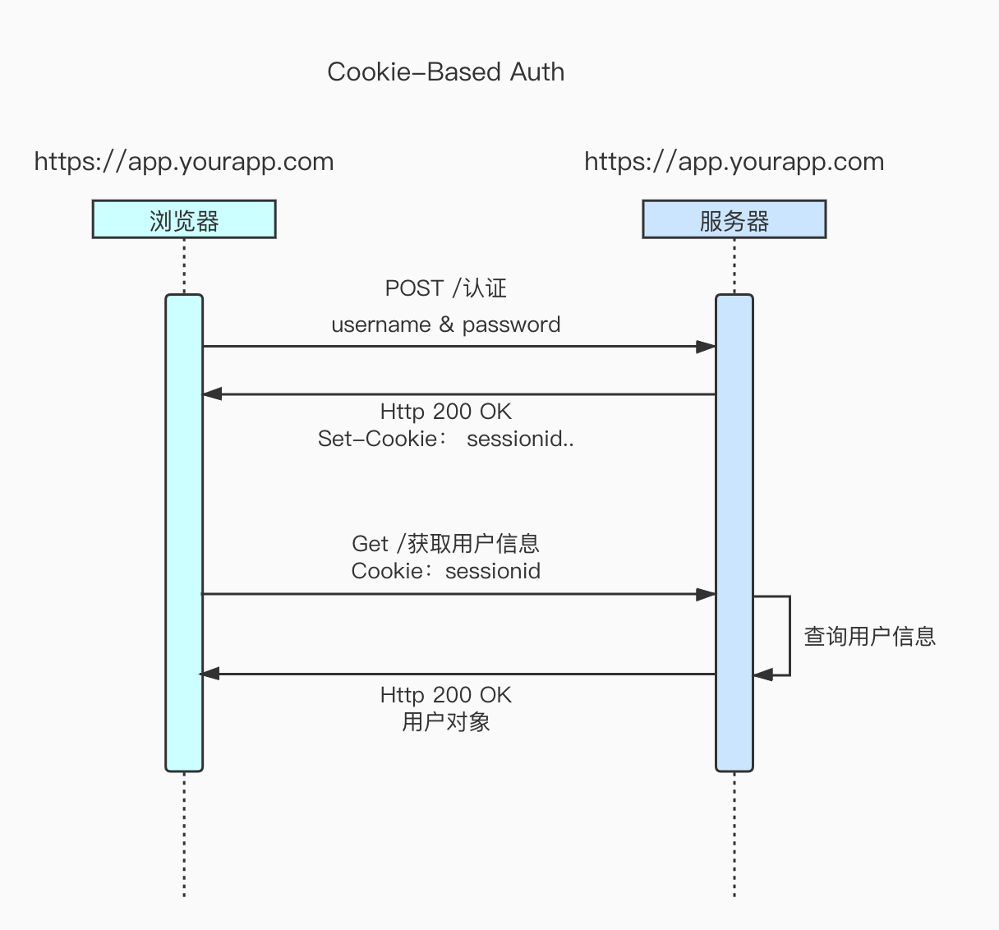 Cookie–Based Auth
https://app.yourapp.com
https://app.yourapp.com
浏览器
服务器
POST /认证
username & password
Http 200 OK
Set–Cookie： sessionid..
Get /获取用户信息
Cookie：sessionid
查询用户信息
Http 200 OK
用户对象